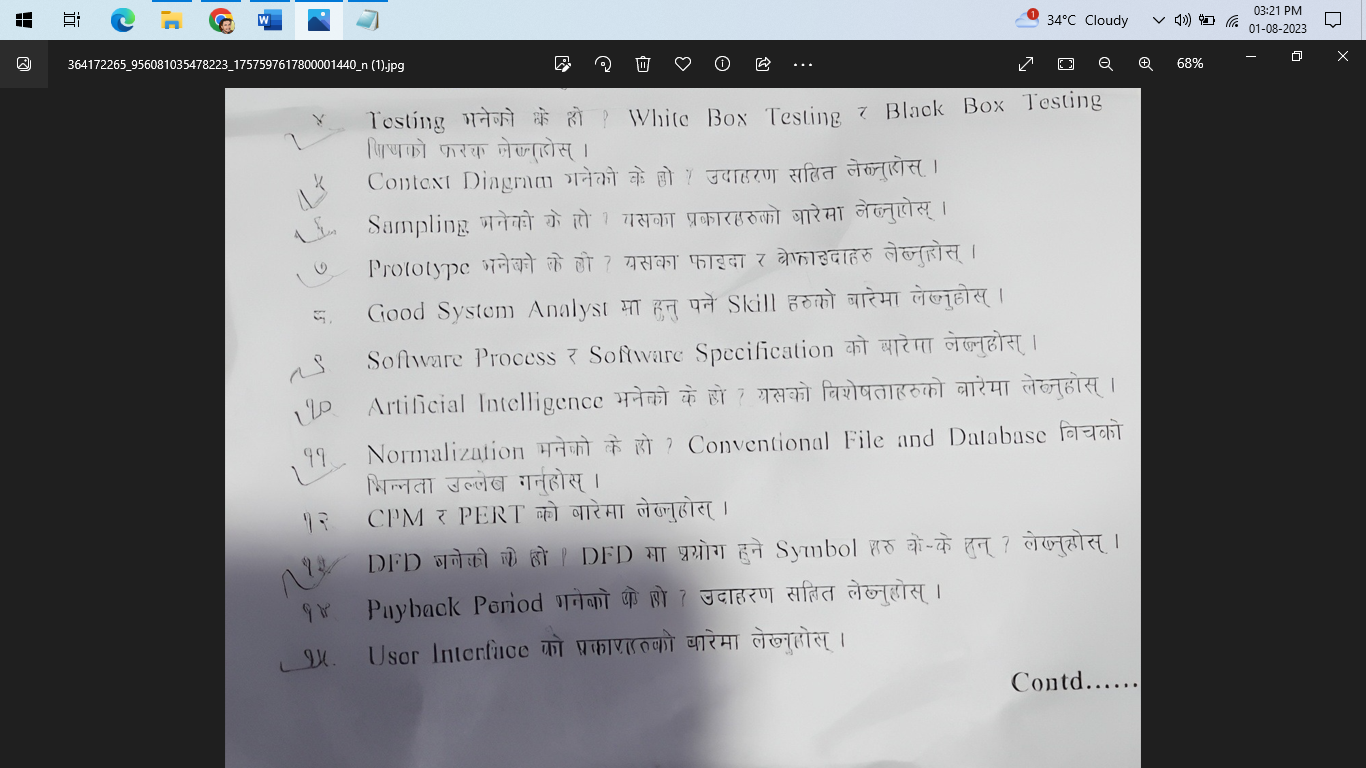 34°C Cloudy
03:21 PM
01-08-2023
364172265_956081035478223_1757597617800001440_n (1).jpg
68%
४ Testing भनेको के हो ? White Box Testing र Black Box Testing
बिचको फरक लेख्नुहोस् ।
५ Context Diagram भनेको के हो ? उदाहरण सहित लेख्नुहोस् ।
६ Sampling भनेको के हो ? यसका प्रकारहरुको बारेमा लेख्नुहोस् ।
७ Prototype भनेको के हो ? यसका फाइदा र बेफाइदाहरु लेख्नुहोस् ।
८. Good System Analyst मा हुनु पर्ने Skill हरुको बारेमा लेख्नुहोस् ।
९ Software Process र Software Specification को बारेमा लेख्नुहोस् ।
१० Artificial Intelligence भनेको के हो ? यसको विशेषताहरुको बारेमा लेख्नुहोस् ।
११ Normalization भनेको के हो ? Conventional File and Database विचको
भिन्नता उल्लेख गर्नुहोस् ।
१२ CPM र PERT को बारेमा लेख्नुहोस् ।
१३ DFD भनेको के हो ? DFD मा प्रयोग हुने Symbol हरु के-के हुन् ? लेख्नुहोस् ।
१४ Payback Period भनेको के हो ? उदाहरण सहित लेख्नुहोस् ।
१५. User Interface को प्रकारहरुको बारेमा लेख्नुहोस् ।
Contd......